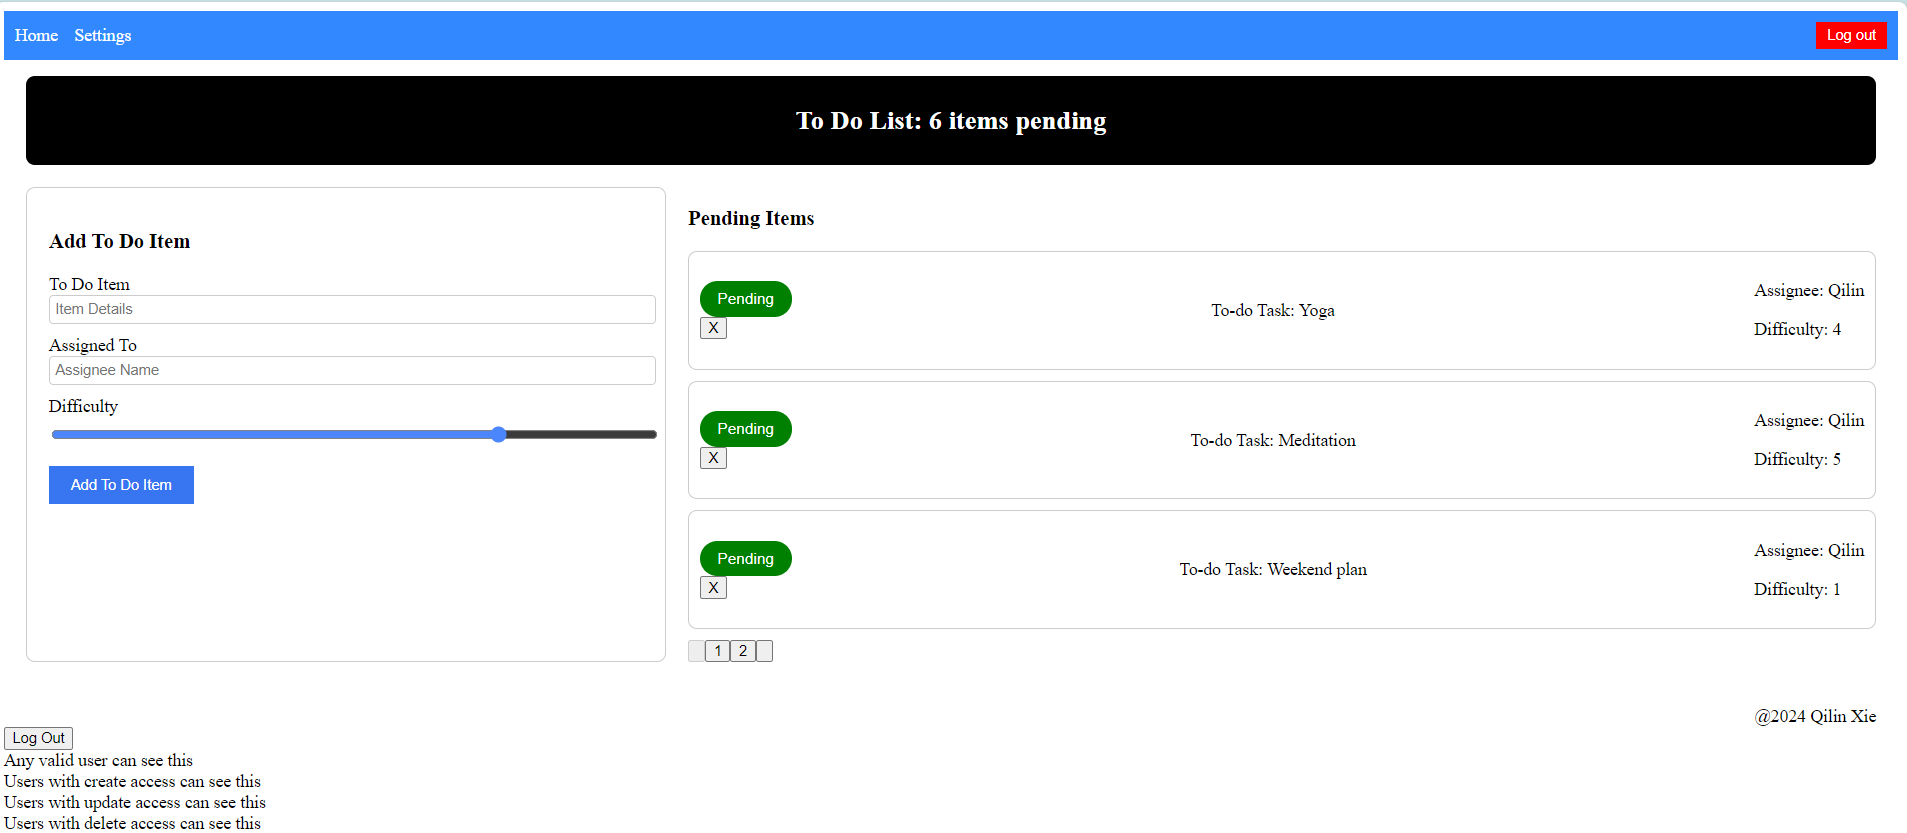 Home Settings Log out
To Do List: 6 items pending
Add To Do Item
To Do Item
Item Details
Assigned To
Assignee Name
Difficulty
Add To Do Item
Pending Items
Pending
X
To-do Task: Yoga
Assignee: Qilin
Difficulty: 4
Pending
X
To-do Task: Meditation
Assignee: Qilin
Difficulty: 5
Pending
X
To-do Task: Weekend plan
Assignee: Qilin
Difficulty: 1
1 2
@2024 Qilin Xie
Log Out
Any valid user can see this
Users with create access can see this
Users with update access can see this
Users with delete access can see this